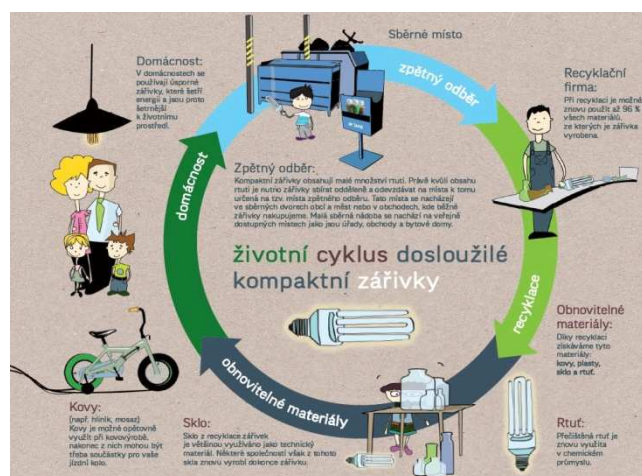 Sběrné místo
Domácnost:
V domácnostech se
používají úsporné
zářivky, které šetří
energii a jsou proto
šetrnější
k životnímu
prostředí.
zpětný odběr
Recyklační
firma:
Při recyklaci je možné
znovu použít až 96 %
všech materiálů,
ze kterých je zářivka
vyrobena.
domácnost
Zpětný odběr:
Kompaktní zářivky obsahují malé množství rtuti. Právě kvůli obsahu
rtuti je nutno zářivky sbírat odděleně a odevzdávat na místa k tomu
určená na tzv. místa zpětného odběru. Tato místa se nacházejí
ve sběrných dvorech obcí a měst nebo v obchodech, kde běžně
zářivky nakupujeme. Malá sběrná nádoba se nachází na veřejně
dostupných místech jako jsou úřady, obchody a bytové domy.
životní cyklus dosloužilé
kompaktní zářivky
recyklace
Obnovitelné
materiály:
Díky recyklaci
získáváme tyto
materiály:
kovy, plasty,
sklo a rtuť.
obnovitelné materiály
Kovy:
(např. hliník, mosaz)
Kovy je možné opětovně
využít při kovovýrobě,
nakonec z nich mohou být
třeba součástky pro vaše
jízdní kolo.
Sklo:
Sklo z recyklace zářivek
je většinou využíváno jako technický
materiál. Některé společnosti však z tohoto
skla znovu vyrobí dokonce zářivku.
Rtuť:
Přečištěná rtuť je
znovu využita
v chemickém
průmyslu.